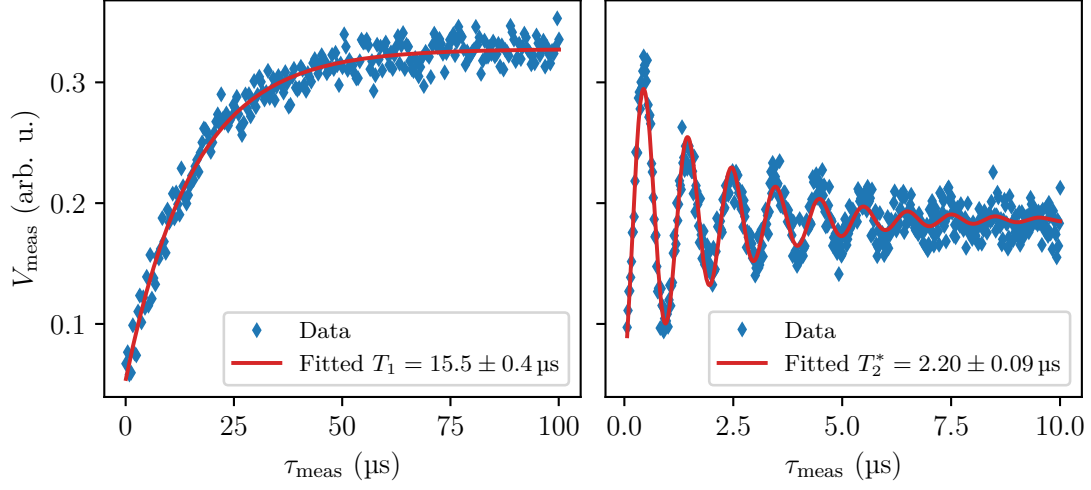 V_meas (arb. u.)
0.3
0.2
0.1
Data
Fitted T_1 = 15.5 ± 0.4 µs
0 25 50 75 100
τ_meas (µs)
Data
Fitted T_2^* = 2.20 ± 0.09 µs
0.0 2.5 5.0 7.5 10.0
τ_meas (µs)